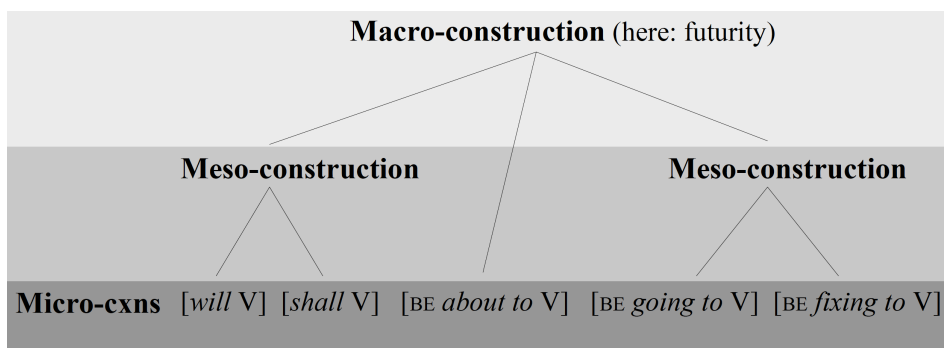 Macro-construction (here: futurity)
Meso-construction Meso-construction
Micro-cxns [will V] [shall V] [BE about to V] [BE going to V] [BE fixing to V]